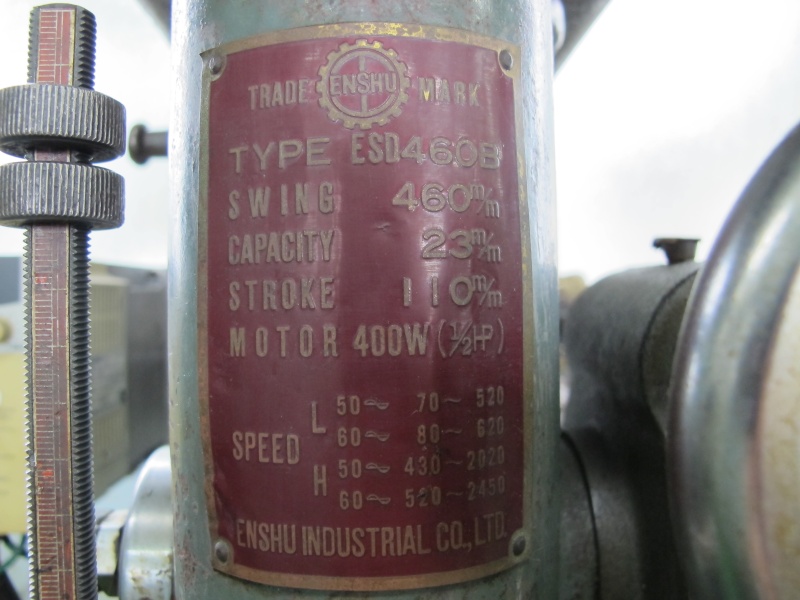 TRADE ENSHU MARK
TYPE ESD460B
SWING 460m/m
CAPACITY 23m/m
STROKE 110m/m
MOTOR 400W (1/2HP)
SPEED
L 50~ 70~ 520
60~ 80~ 620
H 50~ 430~2020
60~ 520~2450
ENSHU INDUSTRIAL CO., LTD.